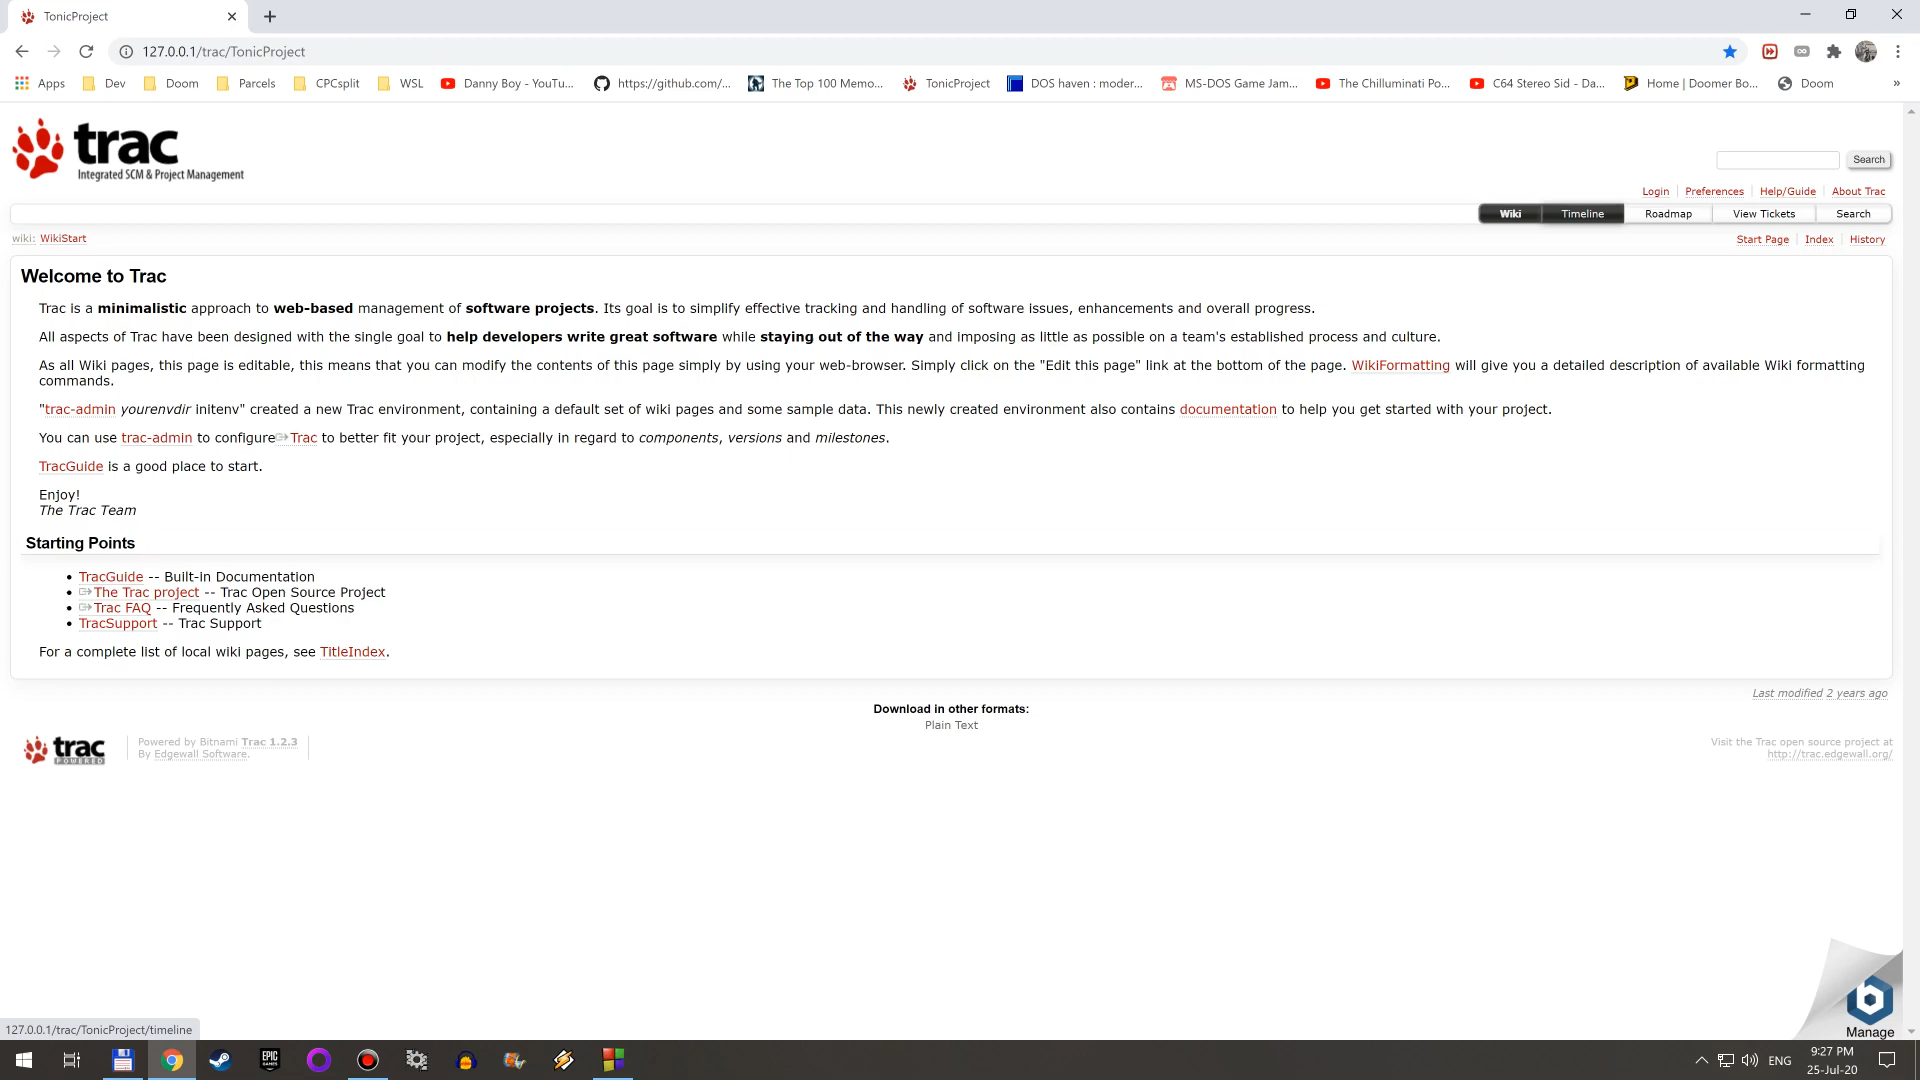 TonicProject
127.0.0.1/trac/TonicProject
Apps Dev Doom Parcels CPCsplit WSL Danny Boy - YouTu... https://github.com/... The Top 100 Memo... TonicProject DOS haven : moder... MS-DOS Game Jam... The Chilluminati Po... C64 Stereo Sid - Da... Home | Doomer Bo... Doom »
trac
Integrated SCM & Project Management
Search
Login Preferences Help/Guide About Trac
Wiki Timeline Roadmap View Tickets Search
wiki: WikiStart
Start Page Index History
Welcome to Trac
Trac is a minimalistic approach to web-based management of software projects. Its goal is to simplify effective tracking and handling of software issues, enhancements and overall progress.
All aspects of Trac have been designed with the single goal to help developers write great software while staying out of the way and imposing as little as possible on a team's established process and culture.
As all Wiki pages, this page is editable, this means that you can modify the contents of this page simply by using your web-browser. Simply click on the "Edit this page" link at the bottom of the page. WikiFormatting will give you a detailed description of available Wiki formatting
commands.
"trac-admin yourenvdir initenv" created a new Trac environment, containing a default set of wiki pages and some sample data. This newly created environment also contains documentation to help you get started with your project.
You can use trac-admin to configure Trac to better fit your project, especially in regard to components, versions and milestones.
TracGuide is a good place to start.
Enjoy!
The Trac Team
Starting Points
• TracGuide -- Built-in Documentation
• The Trac project -- Trac Open Source Project
• Trac FAQ -- Frequently Asked Questions
• TracSupport -- Trac Support
For a complete list of local wiki pages, see TitleIndex.
Last modified 2 years ago
Download in other formats:
Plain Text
trac
POWERED
Powered by Bitnami Trac 1.2.3
By Edgewall Software.
Visit the Trac open source project at
http://trac.edgewall.org/
Manage
127.0.0.1/trac/TonicProject/timeline
EPIC
GAMES
ENG
9:27 PM
25-Jul-20